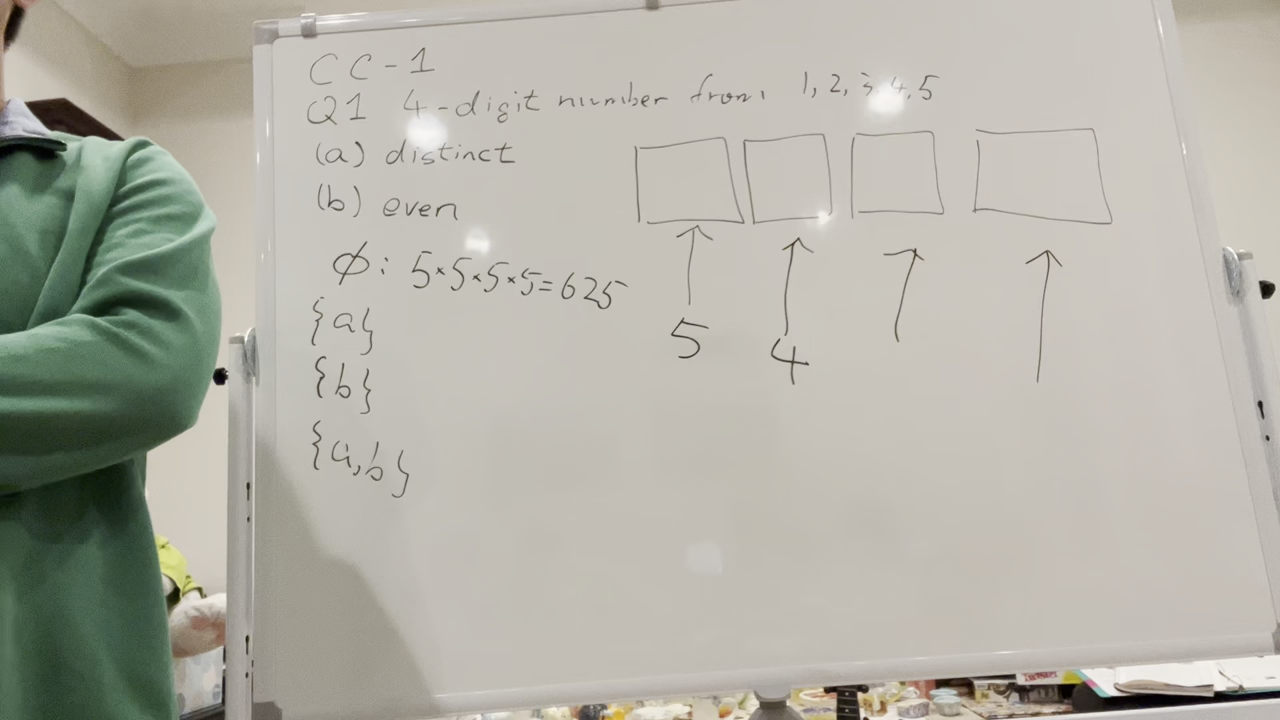 CC-1
Q1 4-digit number from 1, 2, 3, 4, 5
(a) distinct
(b) even
∅: 5×5×5×5=625
{a}
{b}
{a,b}
5 4